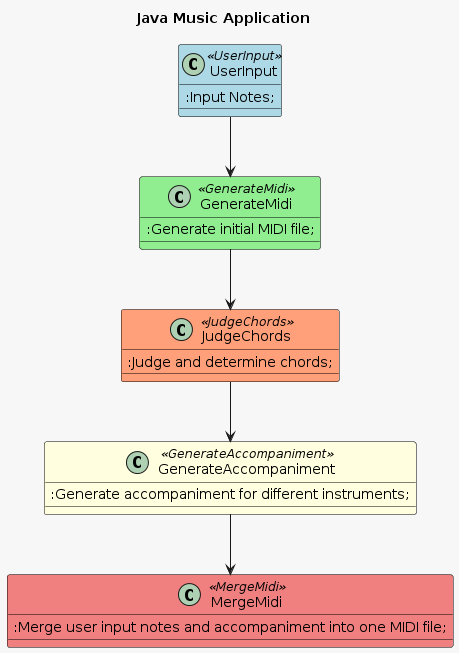 Java Music Application
C «UserInput»
UserInput
:Input Notes;
C «GenerateMidi»
GenerateMidi
:Generate initial MIDI file;
C «JudgeChords»
JudgeChords
:Judge and determine chords;
C «GenerateAccompaniment»
GenerateAccompaniment
:Generate accompaniment for different instruments;
C «MergeMidi»
MergeMidi
:Merge user input notes and accompaniment into one MIDI file;